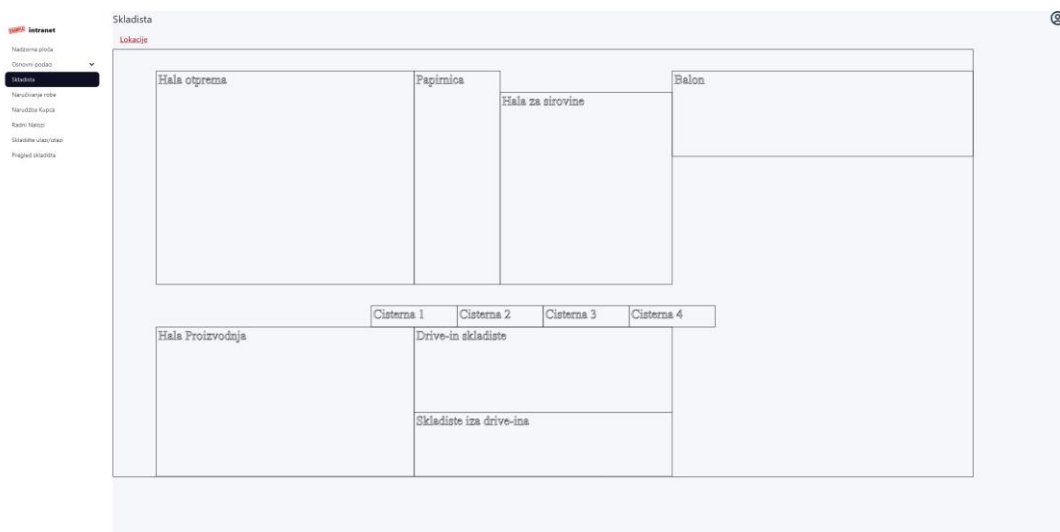 intranet
Nadzorna ploča
Osnovni podaci
Skladista
Naručivanje robe
Narudžba Kupca
Radni Nalozi
Skladište ulazi/izlazi
Pregled skladišta
Skladista
Lokacije
Hala otprema
Papirnica
Hala za sirovine
Balon
Cisterna 1
Cisterna 2
Cisterna 3
Cisterna 4
Hala Proizvodnja
Drive-in skladiste
Skladiste iza drive-ina